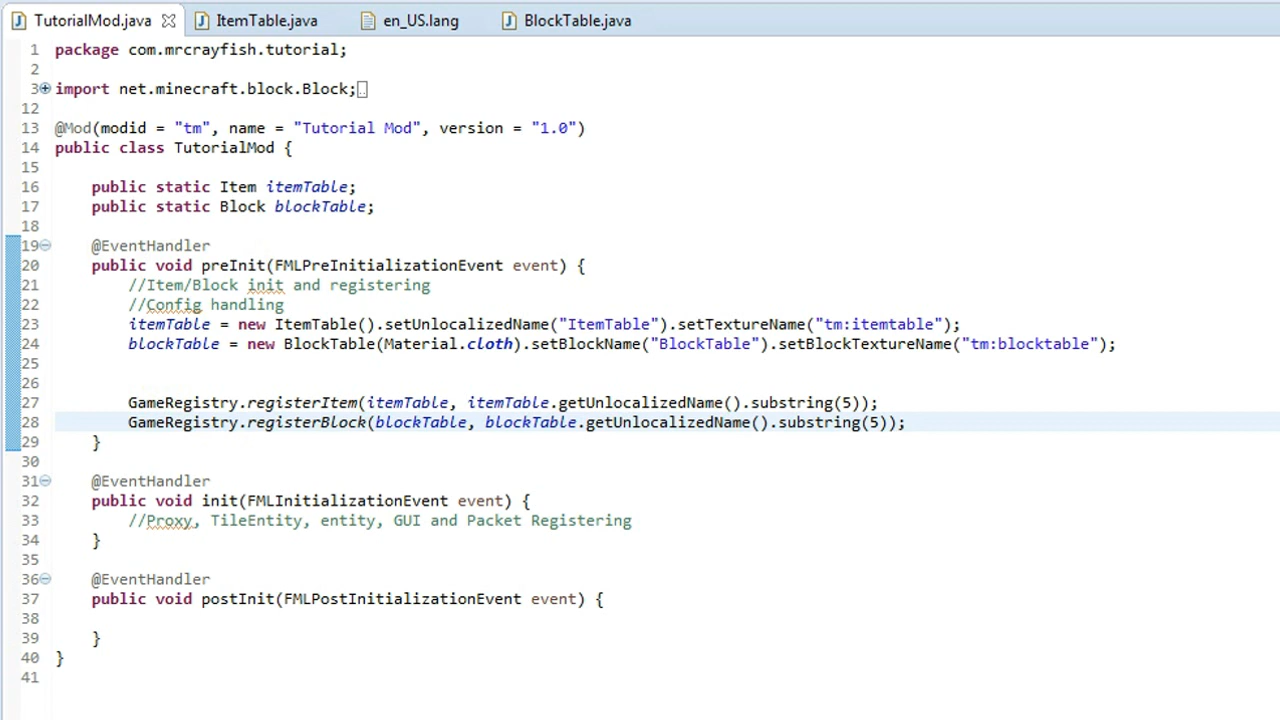 TutorialMod.java ItemTable.java en_US.lang BlockTable.java
1 package com.mrcrayfish.tutorial;
2
3 import net.minecraft.block.Block;
12
13 @Mod(modid = "tm", name = "Tutorial Mod", version = "1.0")
14 public class TutorialMod {
15
16 public static Item itemTable;
17 public static Block blockTable;
18
19 @EventHandler
20 public void preInit(FMLPreInitializationEvent event) {
21 //Item/Block init and registering
22 //Config handling
23 itemTable = new ItemTable().setUnlocalizedName("ItemTable").setTextureName("tm:itemtable");
24 blockTable = new BlockTable(Material.cloth).setBlockName("BlockTable").setBlockTextureName("tm:blocktable");
25
26
27 GameRegistry.registerItem(itemTable, itemTable.getUnlocalizedName().substring(5));
28 GameRegistry.registerBlock(blockTable, blockTable.getUnlocalizedName().substring(5));
29 }
30
31 @EventHandler
32 public void init(FMLInitializationEvent event) {
33 //Proxy, TileEntity, entity, GUI and Packet Registering
34 }
35
36 @EventHandler
37 public void postInit(FMLPostInitializationEvent event) {
38
39 }
40 }
41